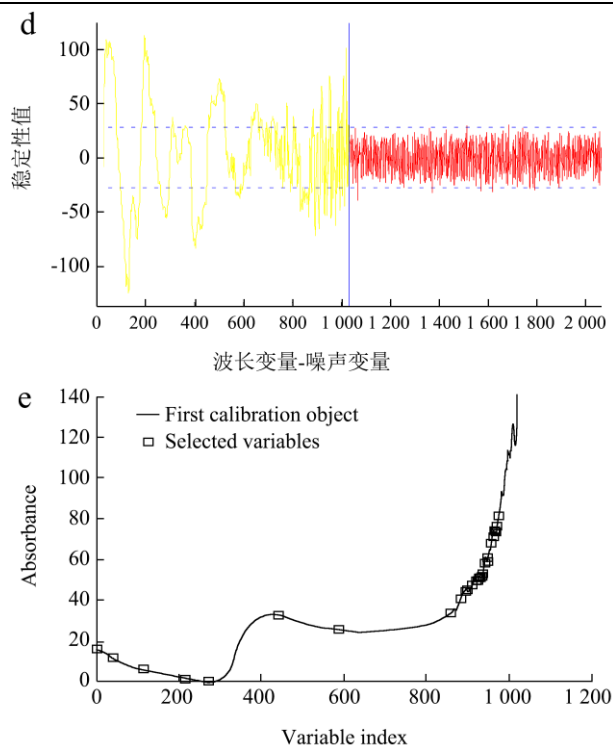 d
100
50
0
-50
-100
稳定性值
0 200 400 600 800 1 000 1 200 1 400 1 600 1 800 2 000
波长变量-噪声变量
e
140
120
100
80
60
40
20
0
Absorbance
First calibration object
Selected variables
0 200 400 600 800 1 000 1 200
Variable index